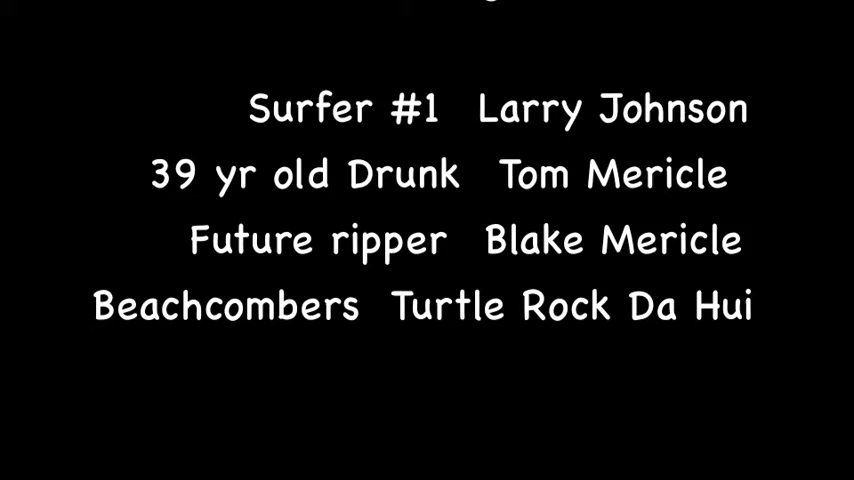 Surfer #1 Larry Johnson
39 yr old Drunk Tom Mericle
Future ripper Blake Mericle
Beachcombers Turtle Rock Da Hui